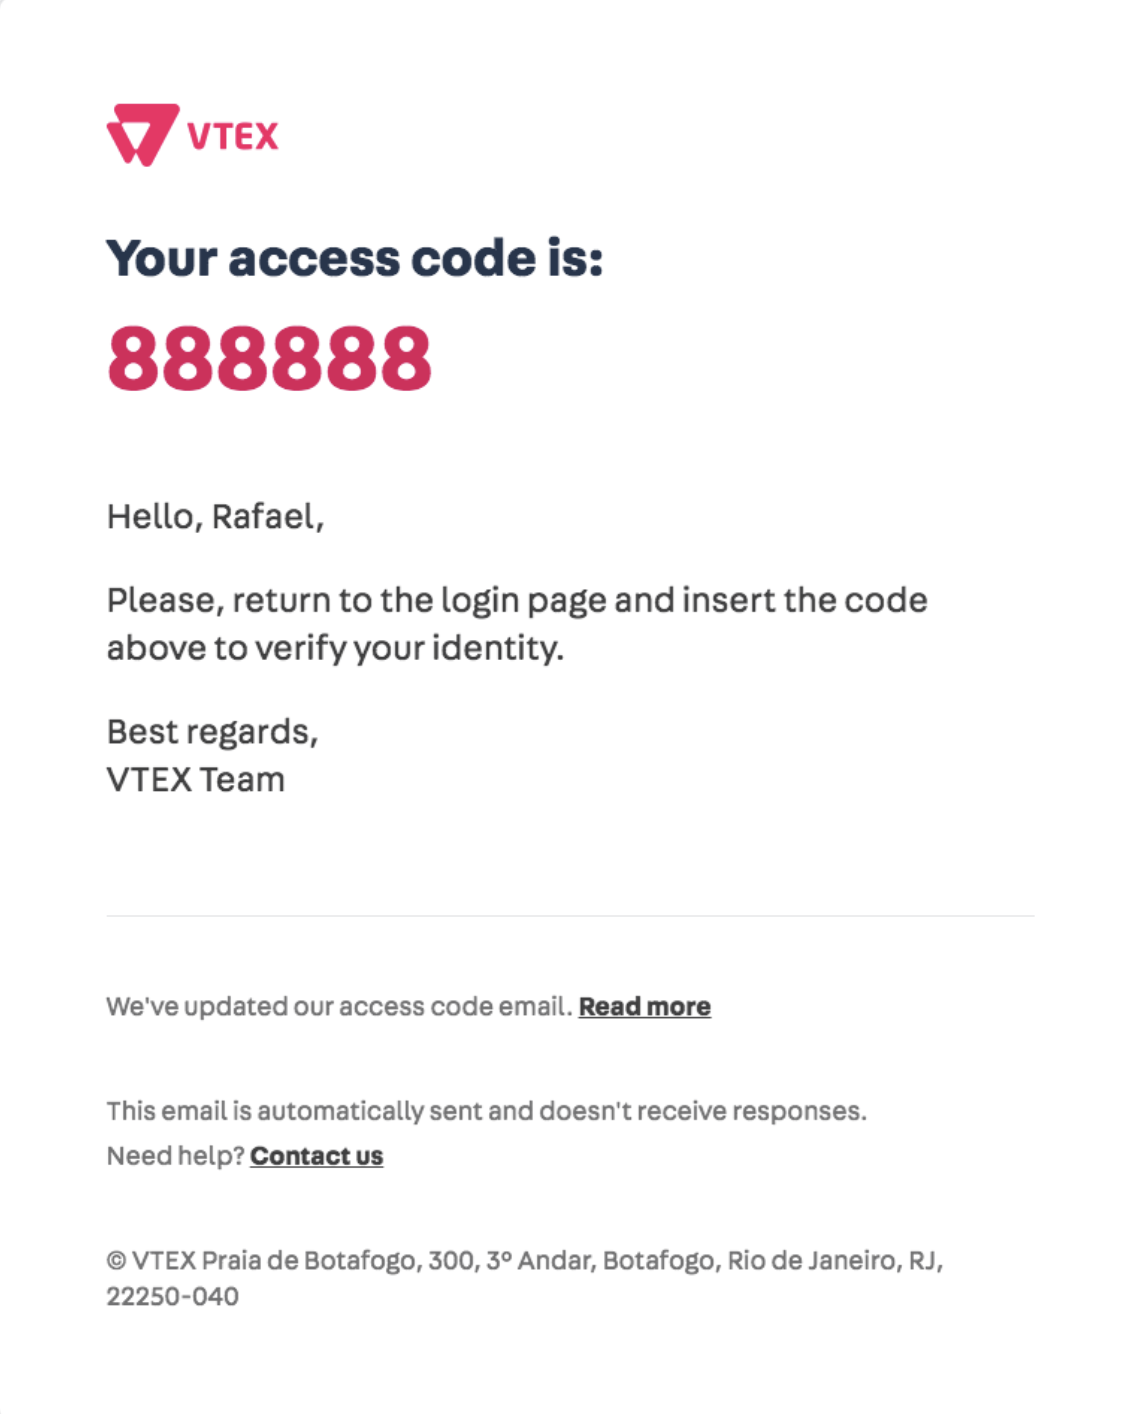 VTEX
Your access code is:
888888
Hello, Rafael,
Please, return to the login page and insert the code
above to verify your identity.
Best regards,
VTEX Team
We've updated our access code email. Read more
This email is automatically sent and doesn't receive responses.
Need help? Contact us
© VTEX Praia de Botafogo, 300, 3º Andar, Botafogo, Rio de Janeiro, RJ,
22250-040